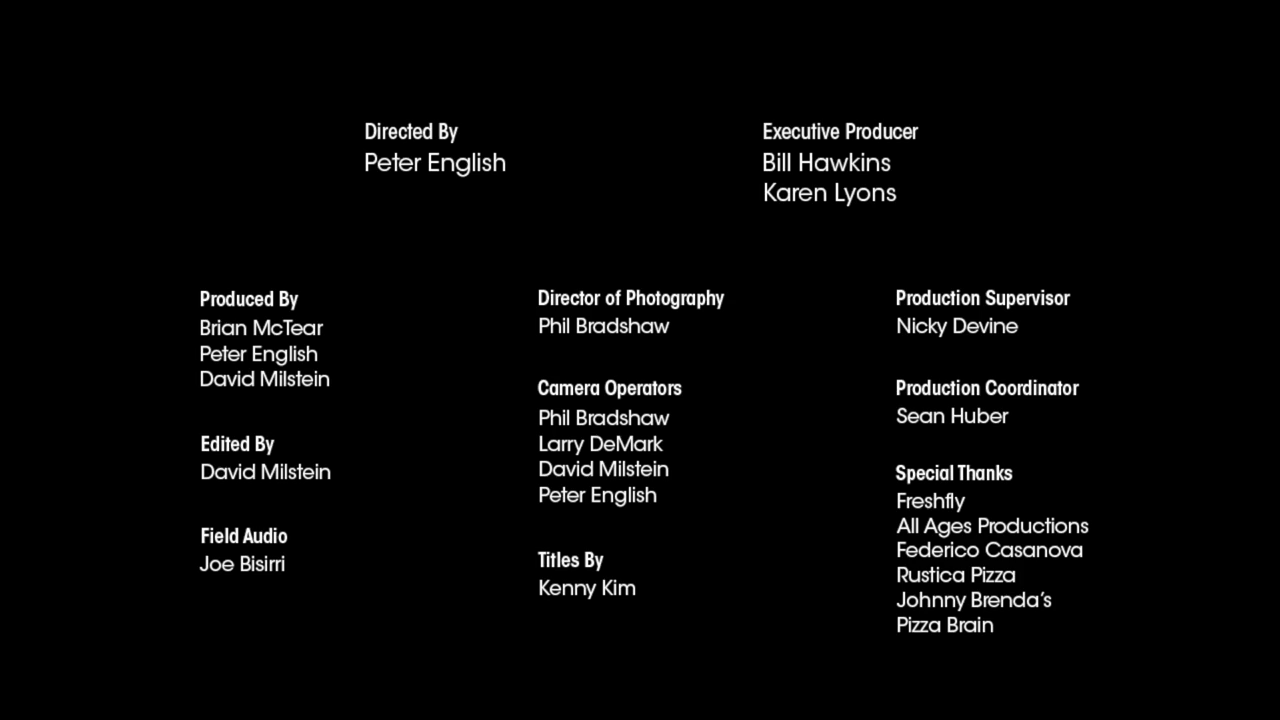 Directed By
Peter English
Executive Producer
Bill Hawkins
Karen Lyons
Produced By
Brian McTear
Peter English
David Milstein
Edited By
David Milstein
Field Audio
Joe Bisirri
Director of Photography
Phil Bradshaw
Camera Operators
Phil Bradshaw
Larry DeMark
David Milstein
Peter English
Titles By
Kenny Kim
Production Supervisor
Nicky Devine
Production Coordinator
Sean Huber
Special Thanks
Freshfly
All Ages Productions
Federico Casanova
Rustica Pizza
Johnny Brenda’s
Pizza Brain